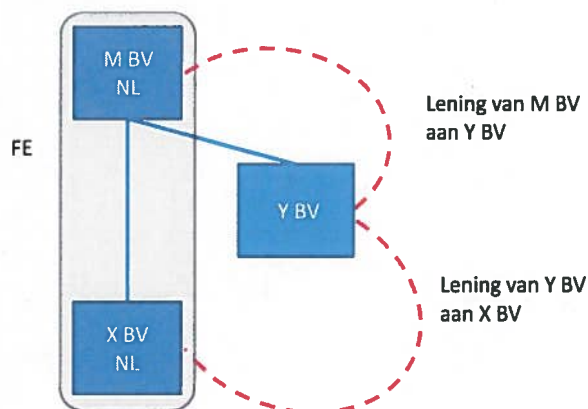 M BV
NL
Lening van M BV
aan Y BV
FE
Y BV
Lening van Y BV
aan X BV
X BV
NL